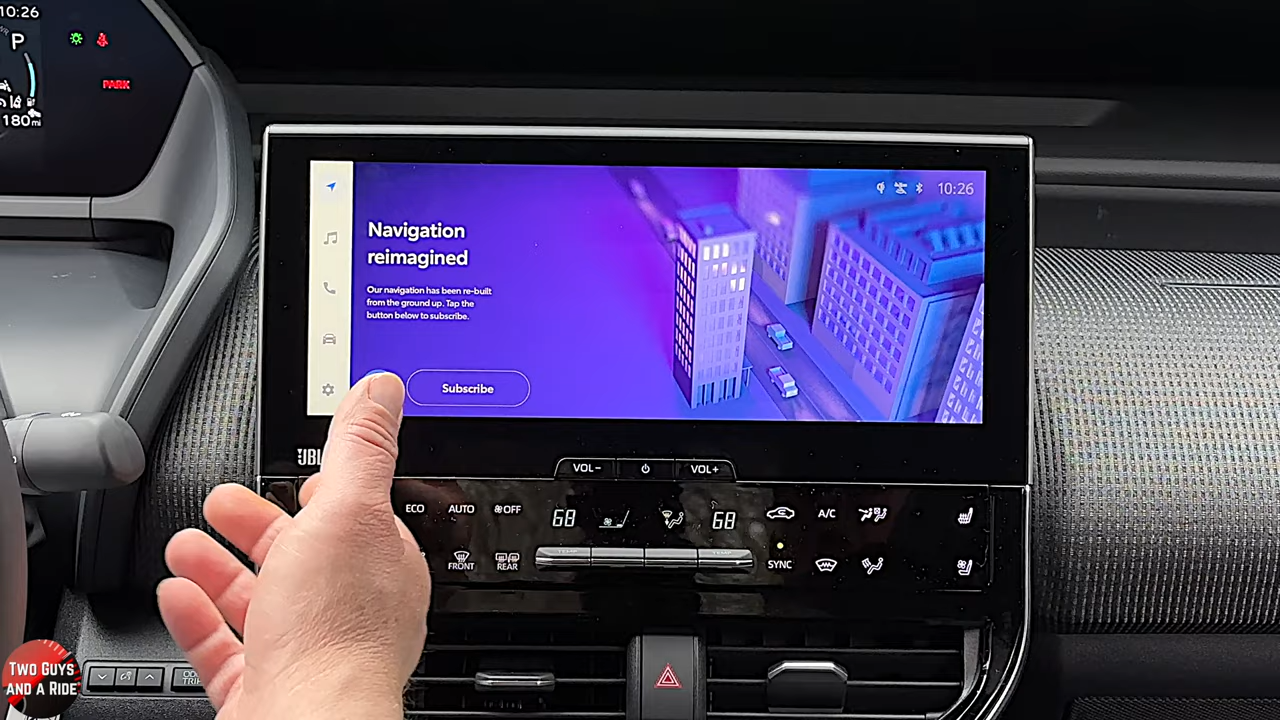 10:26
P
PARK
180mi
10:26
Navigation
reimagined
Our navigation has been re-built
from the ground up. Tap the
button below to subscribe.
Subscribe
JBL
VOL-
VOL+
ECO
AUTO
OFF
68
68
A/C
FRONT
REAR
SYNC
TWO GUYS
AND A RIDE